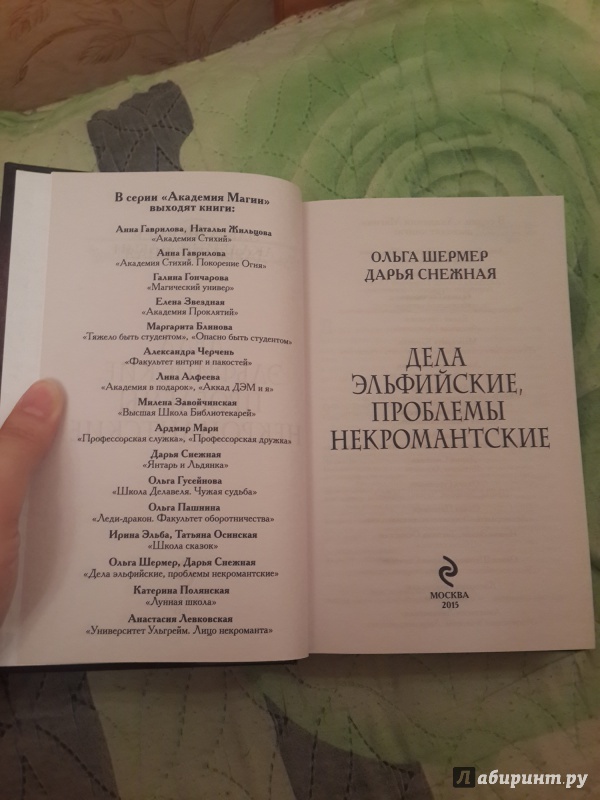 В серии «Академия Магии»
выходят книги:
Анна Гаврилова, Наталья Жильцова
«Академия Стихий»
Анна Гаврилова
«Академия Стихий. Покорение Огня»
Галина Гончарова
«Магический универ»
Елена Звездная
«Академия Проклятий»
Маргарита Блинова
«Тяжело быть студентом», «Опасно быть студентом»
Александра Черчень
«Факультет интриг и пакостей»
Лина Алфеева
«Академия в подарок», «Аккад ДЭМ и я»
Милена Завойчинская
«Высшая Школа Библиотекарей»
Ардмир Мари
«Профессорская служка», «Профессорская дружка»
Дарья Снежная
«Янтарь и Льдянка»
Ольга Гусейнова
«Школа Делавеля. Чужая судьба»
Ольга Пашнина
«Леди-дракон. Факультет оборотничества»
Ирина Эльба, Татьяна Осинская
«Школа сказок»
Ольга Шермер, Дарья Снежная
«Дела эльфийские, проблемы некромантские»
Катерина Полянская
«Лунная школа»
Анастасия Левковская
«Университет Ульгрейм. Лицо некроманта»
ОЛЬГА ШЕРМЕР
ДАРЬЯ СНЕЖНАЯ
ДЕЛА
ЭЛЬФИЙСКИЕ,
ПРОБЛЕМЫ
НЕКРОМАНТСКИЕ
МОСКВА
2015
Лабиринт.ру